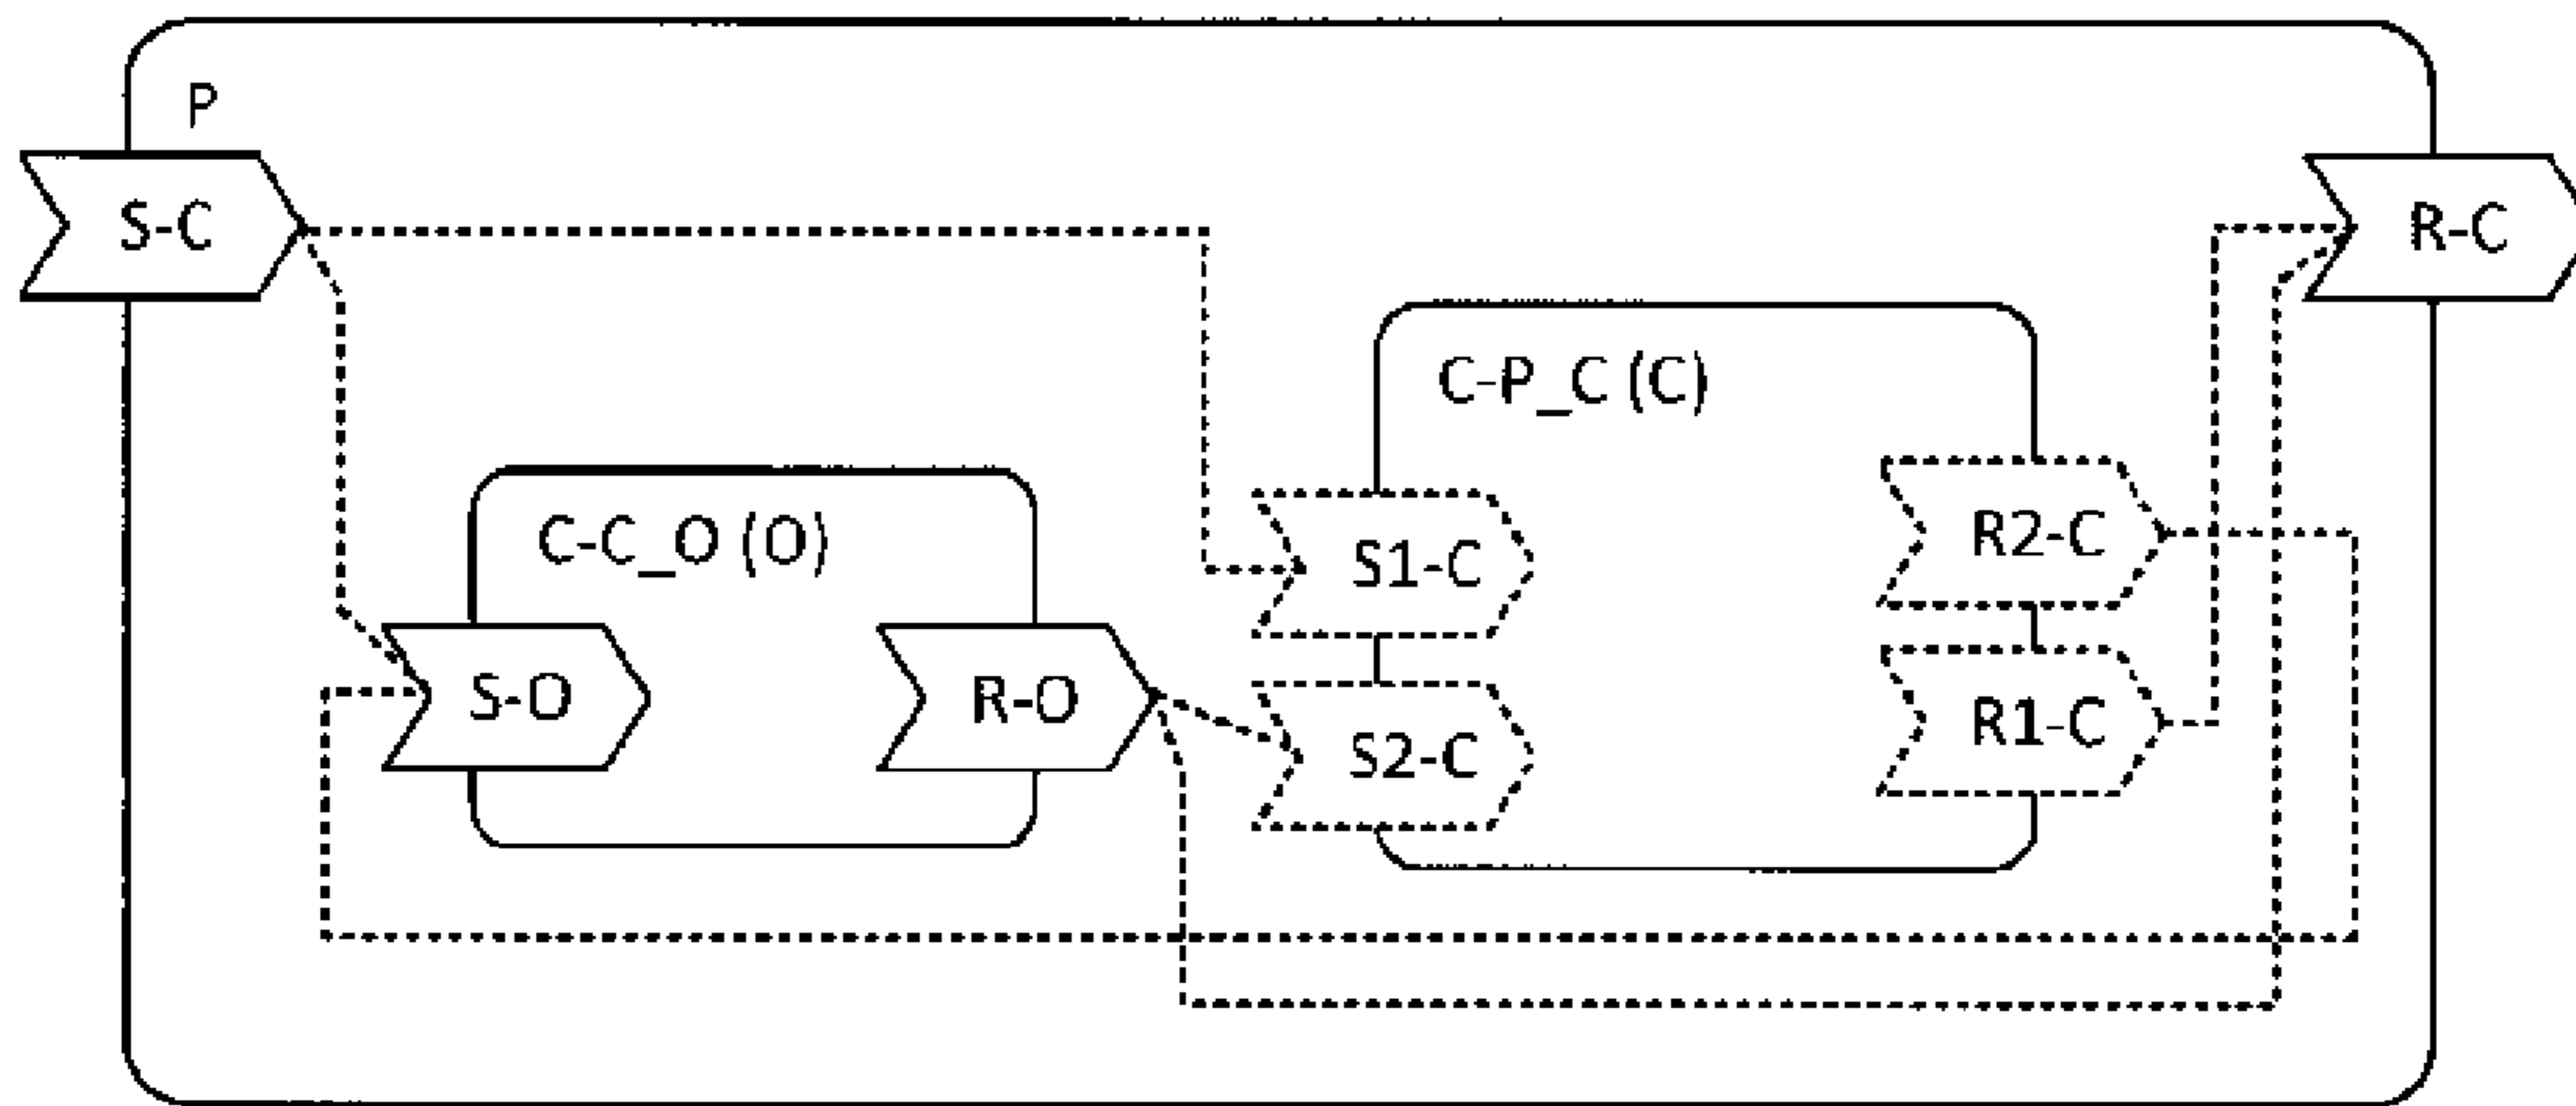 P
S-C
R-C
C-P_C (C)
C-C_O (O)
S1-C
R2-C
S-O
R-O
S2-C
R1-C